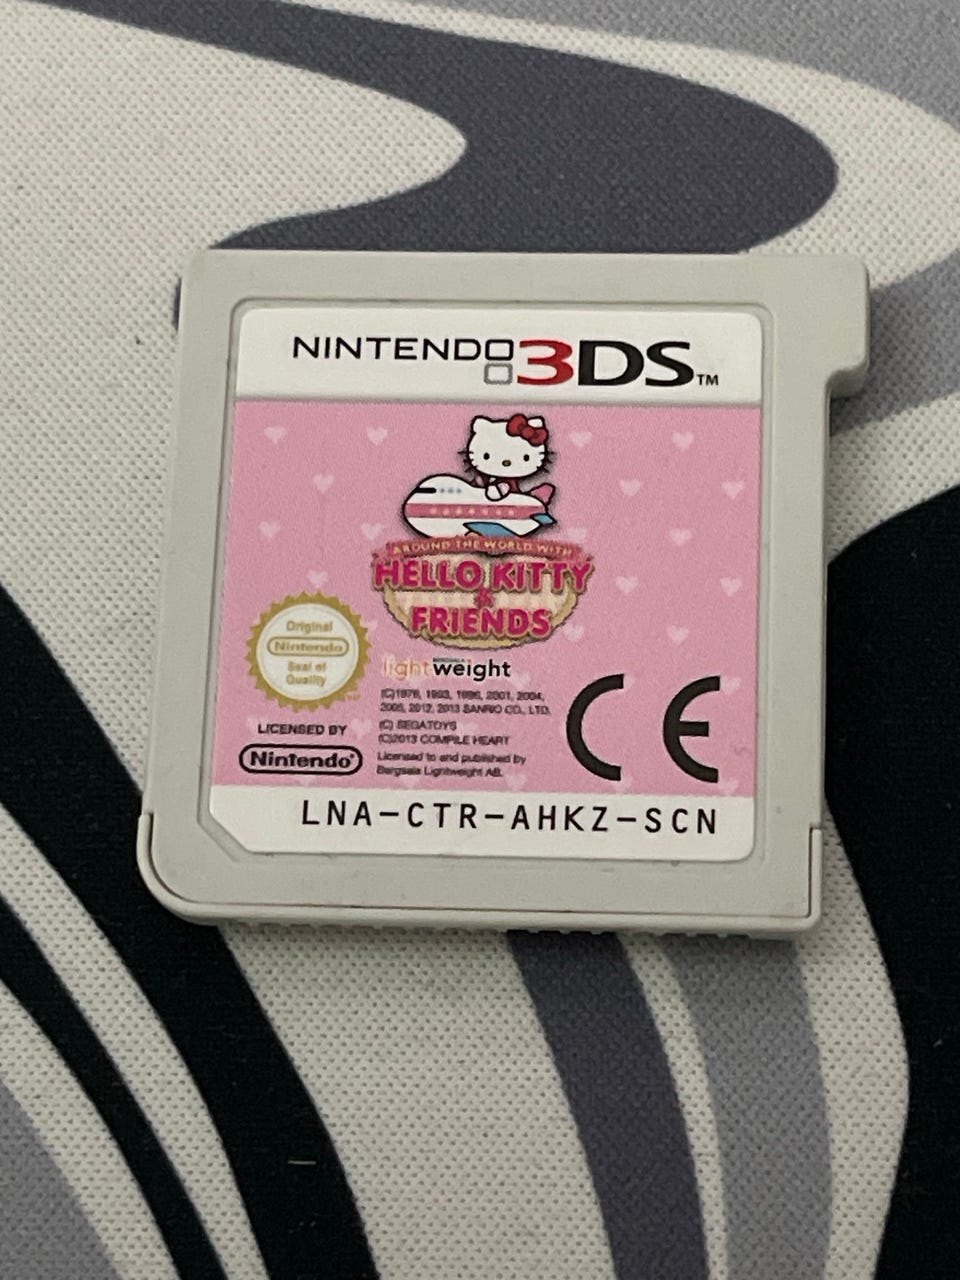 NINTENDO 3DS™
AROUND THE WORLD WITH
HELLO KITTY
&
FRIENDS
Original
Nintendo
Seal of
Quality
lightweight
(C)1976, 1993, 1996, 2001, 2004,
2005, 2012, 2013 SANRIO CO., LTD.
(C) SEGATOYS
(C)2013 COMPILE HEART
Licensed to and published by
Bergsala Lightweight AB.
LICENSED BY
Nintendo®
CE
LNA-CTR-AHKZ-SCN